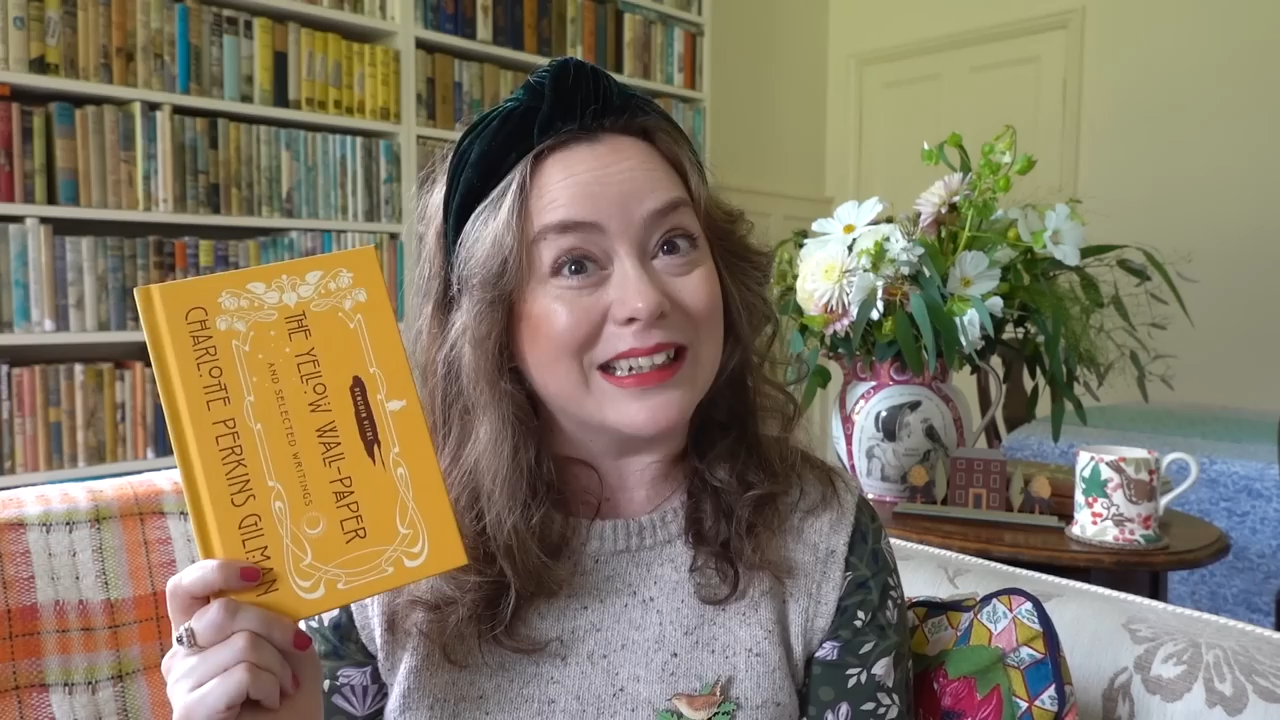 PENGUIN VITAE
THE YELLOW WALL-PAPER
AND SELECTED WRITINGS
CHARLOTTE PERKINS GILMAN